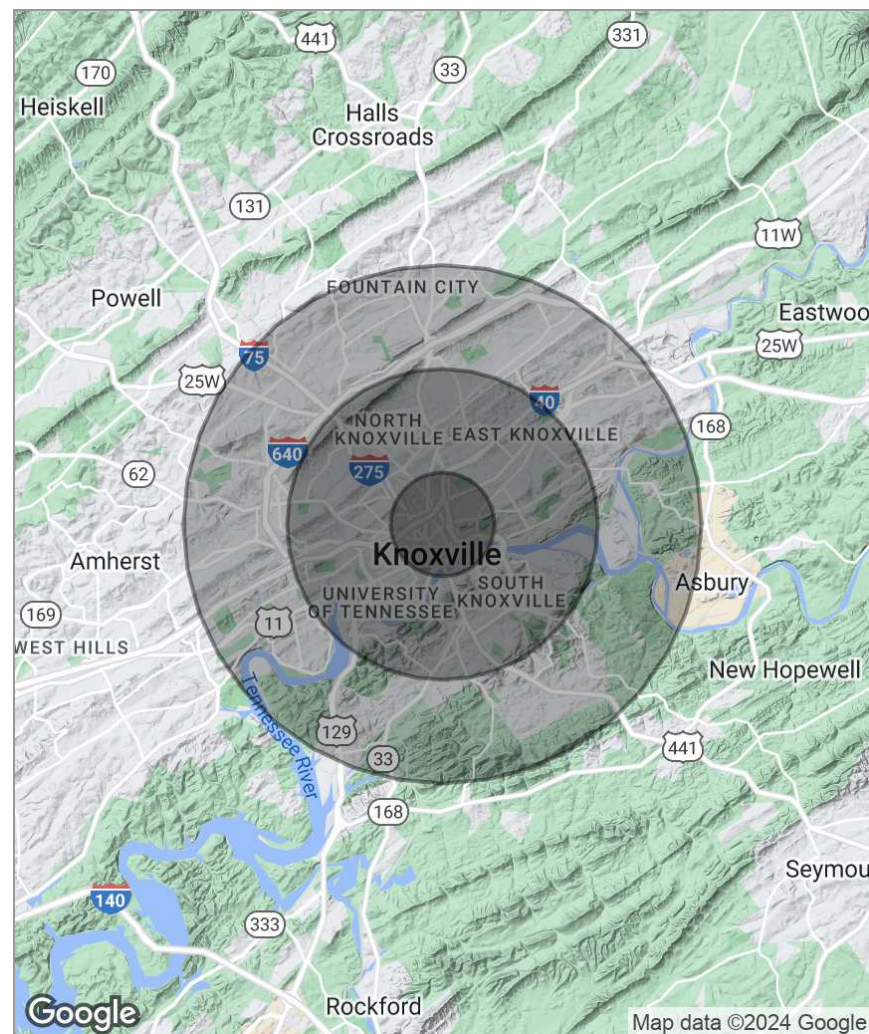 441
331
170
33
Heiskell
Halls
Crossroads
131
11W
FOUNTAIN CITY
Powell
Eastwoo
25W
75
25W
40
NORTH
KNOXVILLE
EAST KNOXVILLE
168
640
275
62
Knoxville
Amherst
Asbury
UNIVERSITY
OF TENNESSEE
SOUTH
KNOXVILLE
169
11
WEST HILLS
New Hopewell
Tennessee River
129
441
33
168
Seymou
140
333
Rockford
Google
Map data ©2024 Google